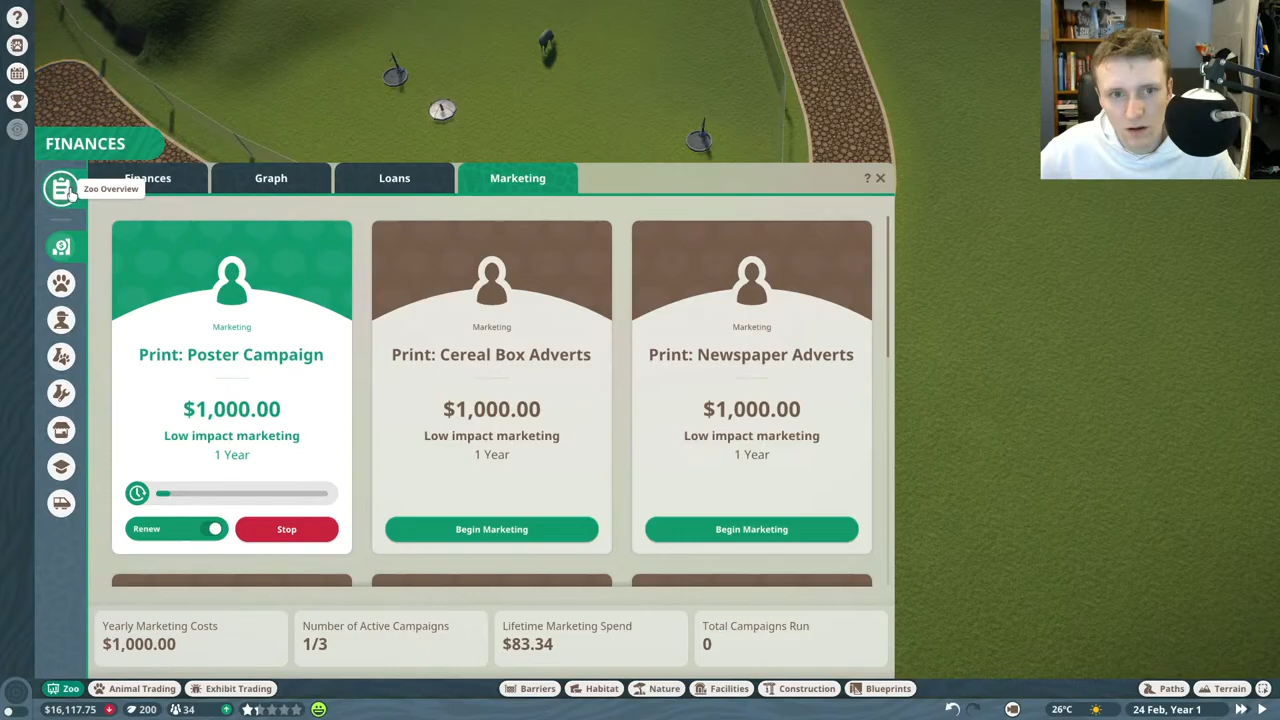 FINANCES
Zoo Overview
Finances
Graph
Loans
Marketing
?
Marketing
Print: Poster Campaign
$1,000.00
Low impact marketing
1 Year
Renew
Stop
Marketing
Print: Cereal Box Adverts
$1,000.00
Low impact marketing
1 Year
Begin Marketing
Marketing
Print: Newspaper Adverts
$1,000.00
Low impact marketing
1 Year
Begin Marketing
Yearly Marketing Costs
$1,000.00
Number of Active Campaigns
1/3
Lifetime Marketing Spend
$83.34
Total Campaigns Run
0
Zoo
Animal Trading
Exhibit Trading
Barriers
Habitat
Nature
Facilities
Construction
Blueprints
Paths
Terrain
$16,117.75
200
34
26°C
24 Feb, Year 1